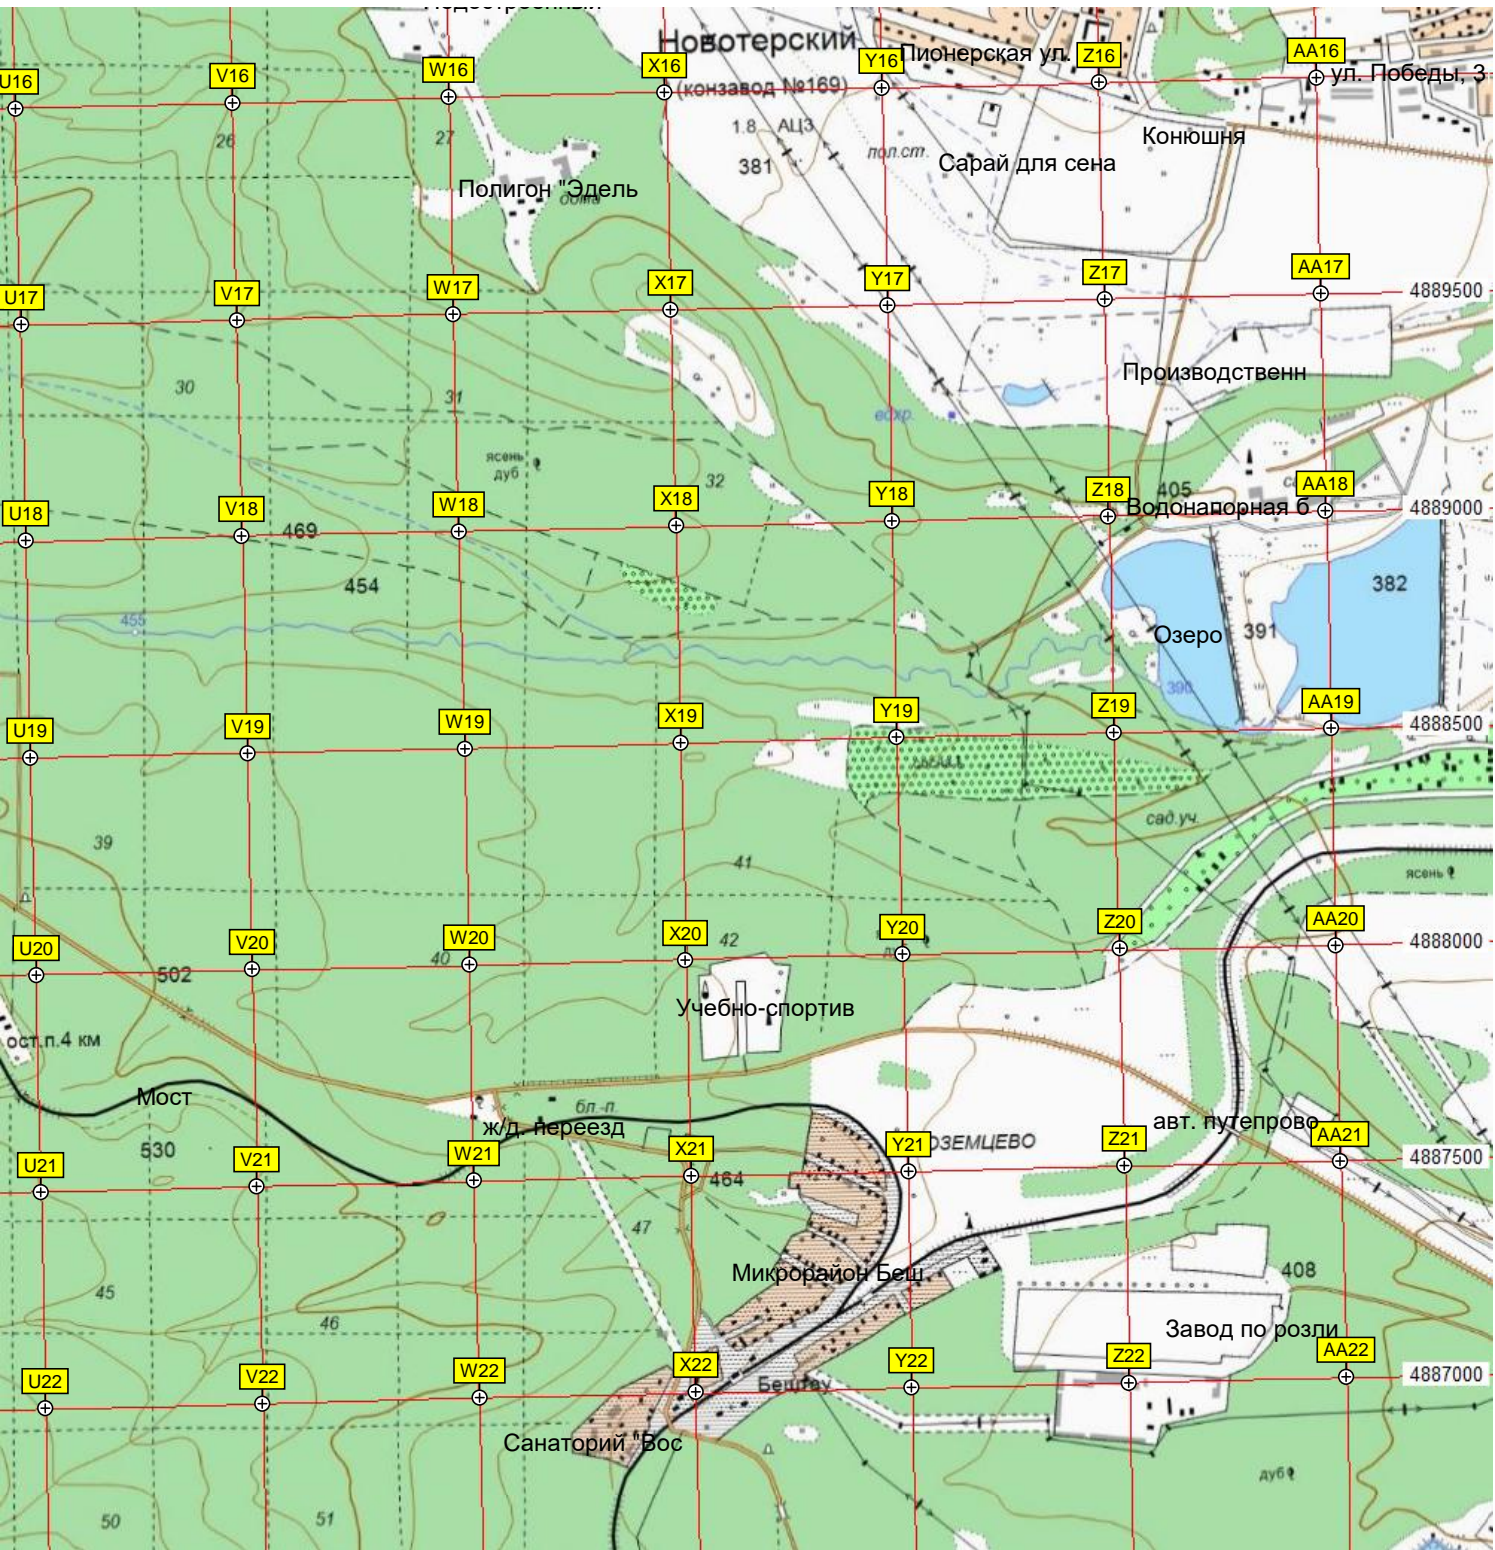 Новотерский
Пионерская ул.
U16
V16
W16
X16
Y16
Z16
AA16
ул. Победы, 3
(конзавод №169)
26
27
1.8 АЦЗ
пол.ст.
381
Конюшня
Сарай для сена
Полигон "Эдель
U17
V17
W17
X17
Y17
Z17
AA17
4889500
30
31
Производственн
ясень
дуб
32
405
U18
V18
W18
X18
Y18
Z18
AA18
Водонапорная б
4889000
469
454
382
455
Озеро
391
390
U19
V19
W19
X19
Y19
Z19
AA19
4888500
39
41
сад.уч.
ясень
U20
V20
W20
X20
Y20
Z20
AA20
40
42
4888000
502
Учебно-спортив
ост.п.4 км
Мост
бл.-п.
ж/д. переезд
авт. путепрово
530
ОЗЕМЦЕВО
U21
V21
W21
X21
Y21
Z21
AA21
4887500
464
47
Микрорайон Беш
408
45
46
Завод по розли
U22
V22
W22
X22
Y22
Z22
AA22
4887000
Бештау
Санаторий "Вос
дуб
50
51